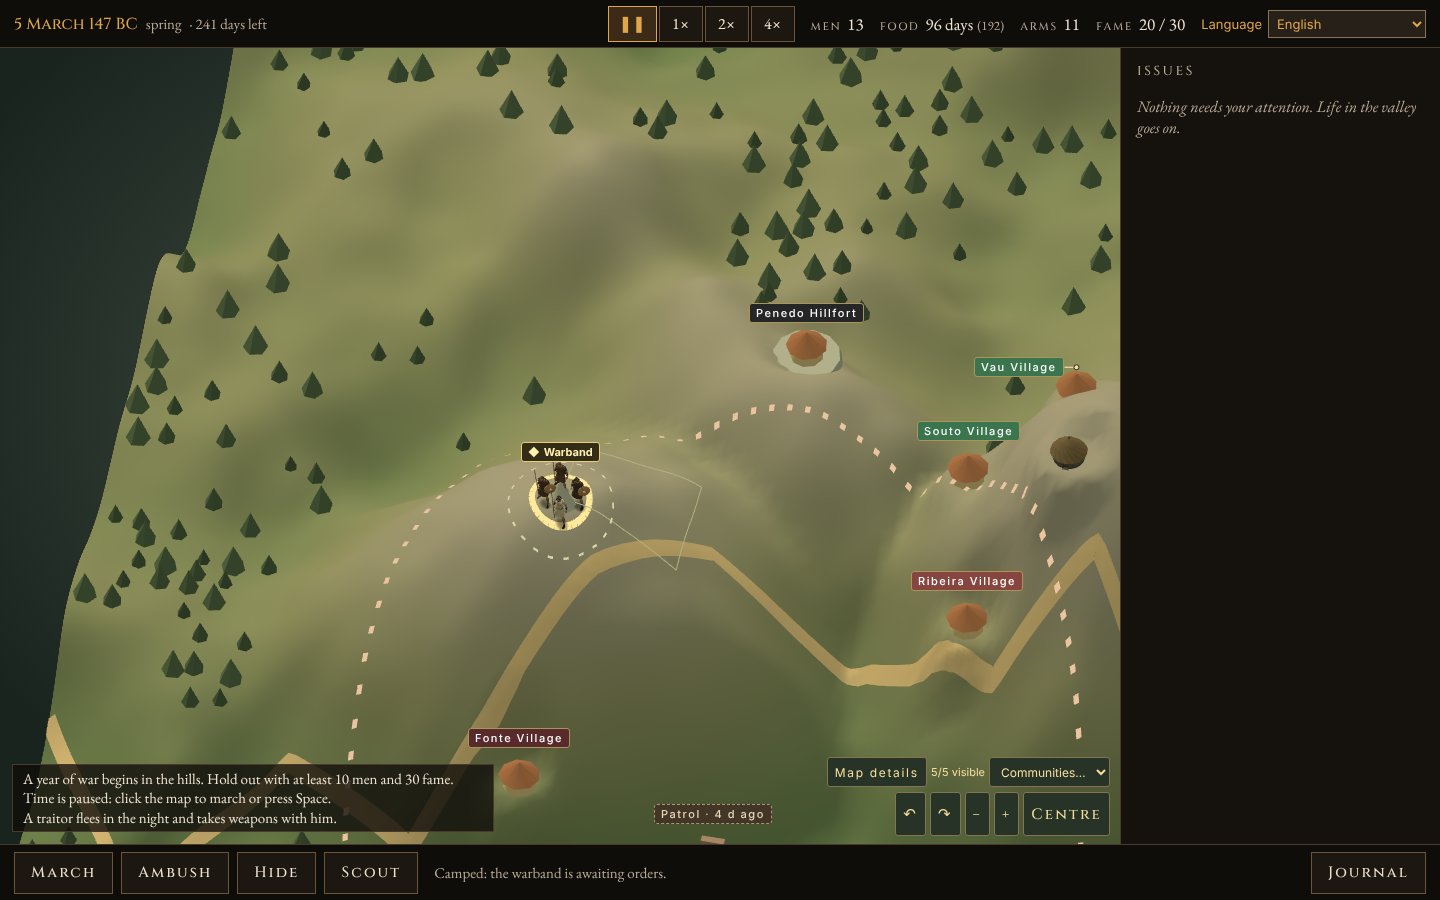 5 March 147 BC spring · 241 days left
1×
2×
4×
MEN 13 FOOD 96 days (192) ARMS 11 FAME 20 / 30
Language English
ISSUES
Nothing needs your attention. Life in the valley
goes on.
Penedo Hillfort
Vau Village
Souto Village
Warband
Ribeira Village
Fonte Village
Patrol · 4 d ago
A year of war begins in the hills. Hold out with at least 10 men and 30 fame.
Time is paused: click the map to march or press Space.
A traitor flees in the night and takes weapons with him.
Map details 5/5 visible Communities...
↶ ↷ − + Centre
March Ambush Hide Scout Camped: the warband is awaiting orders. Journal